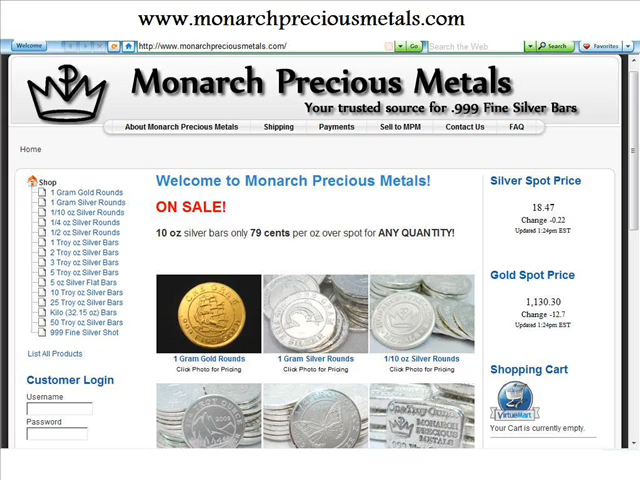 www.monarchpreciousmetals.com
Welcome
http://www.monarchpreciousmetals.com/
Go
Search the Web
Search
Favorites
Monarch Precious Metals
Your trusted source for .999 Fine Silver Bars
About Monarch Precious Metals
Shipping
Payments
Sell to MPM
Contact Us
FAQ
Home
Shop
1 Gram Gold Rounds
1 Gram Silver Rounds
1/10 oz Silver Rounds
1/4 oz Silver Rounds
1/2 oz Silver Rounds
1 Troy oz Silver Bars
2 Troy oz Silver Bars
3 Troy oz Silver Bars
5 Troy oz Silver Bars
5 oz Silver Flat Bars
10 Troy oz Silver Bars
25 Troy oz Silver Bars
Kilo (32.15 oz) Bars
50 Troy oz Silver Bars
999 Fine Silver Shot
List All Products
Customer Login
Username
Password
Welcome to Monarch Precious Metals!
ON SALE!
10 oz silver bars only 79 cents per oz over spot for ANY QUANTITY!
1 Gram Gold Rounds
Click Photo for Pricing
1 Gram Silver Rounds
Click Photo for Pricing
1/10 oz Silver Rounds
Click Photo for Pricing
One Troy Ounce
MONARCH
PRECIOUS
METALS
Silver Spot Price
18.47
Change -0.22
Updated 1:24pm EST
Gold Spot Price
1,130.30
Change -12.7
Updated 1:24pm EST
Shopping Cart
VirtueMart
Your Cart is currently empty.